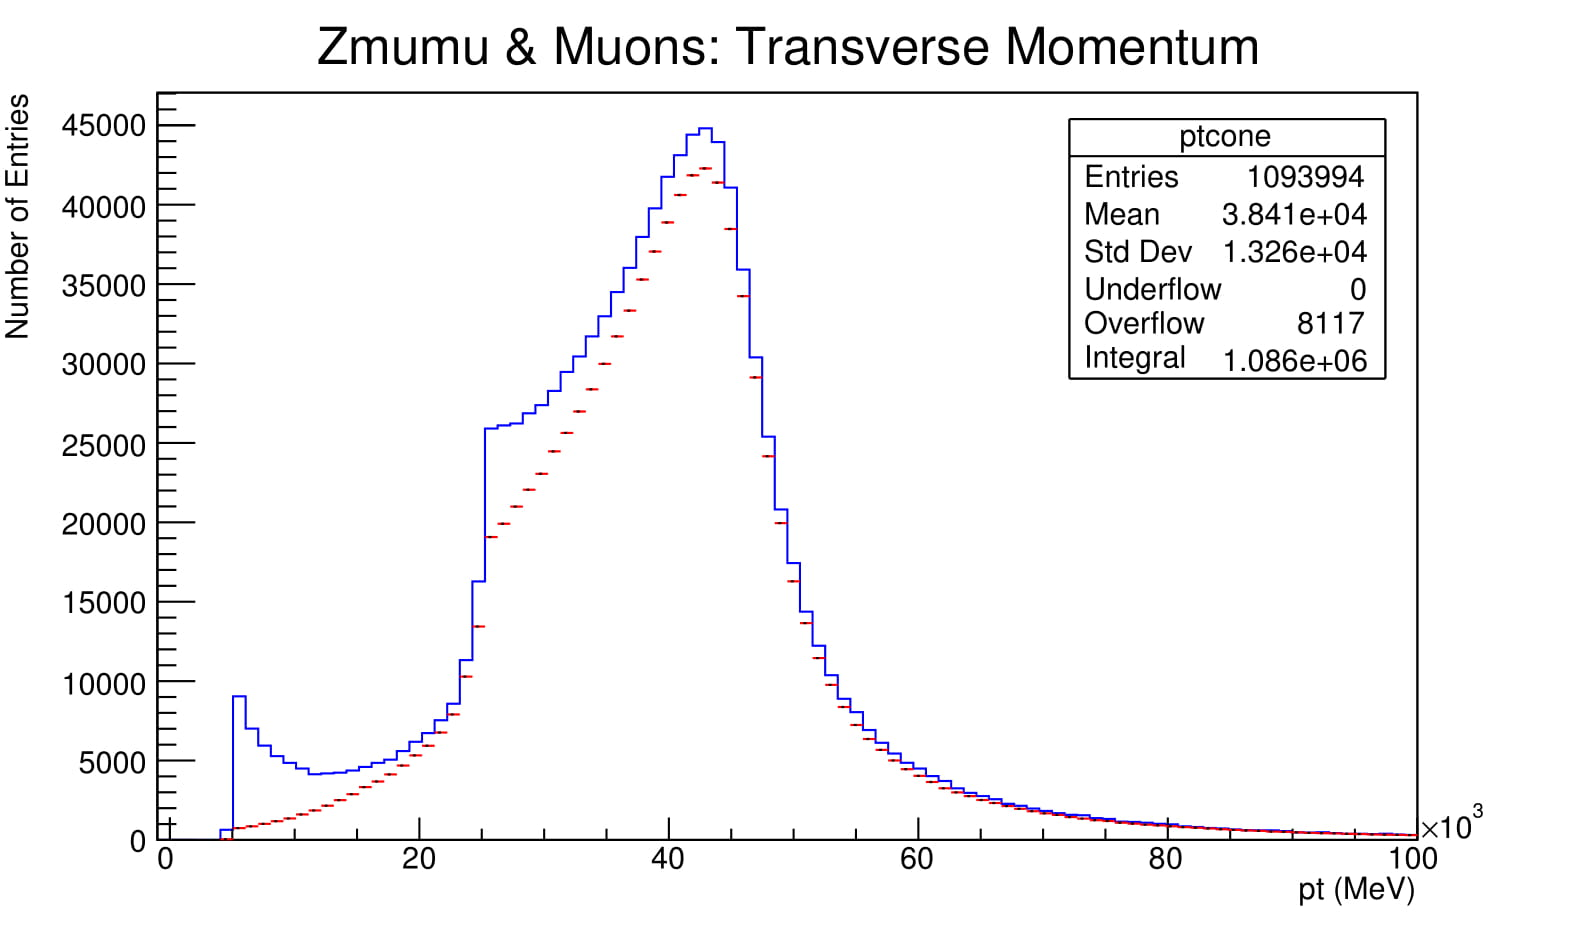 Zmumu & Muons: Transverse Momentum
Number of Entries
45000
40000
35000
30000
25000
20000
15000
10000
5000
0
ptcone
Entries 1093994
Mean 3.841e+04
Std Dev 1.326e+04
Underflow 0
Overflow 8117
Integral 1.086e+06
0 20 40 60 80 100
×10³
pt (MeV)